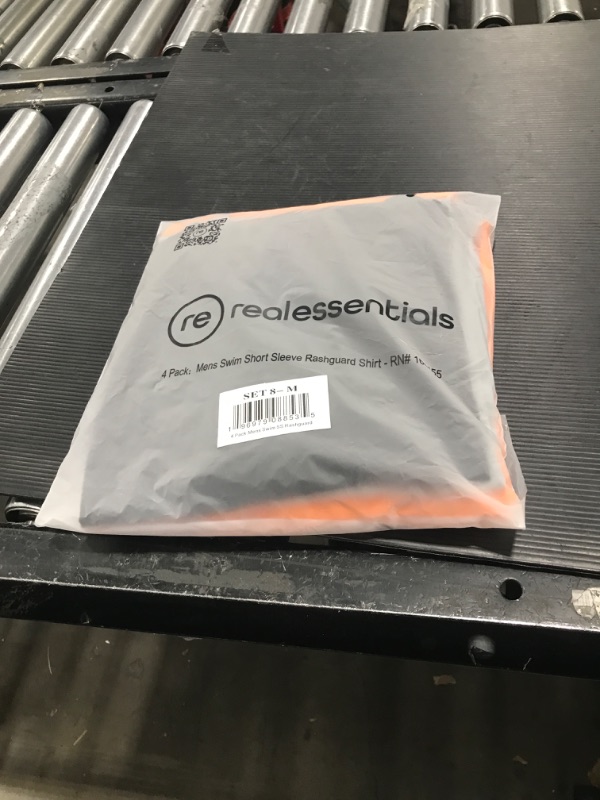 re realessentials
4 Pack: Mens Swim Short Sleeve Rashguard Shirt - RN#
SET 8- M
4 Pack Mens Swim SS Rashguard